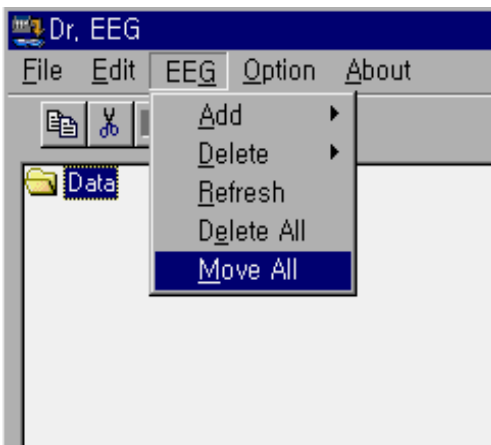 Dr, EEG
File Edit EEG Option About
Add
Delete
Data
Refresh
Delete All
Move All